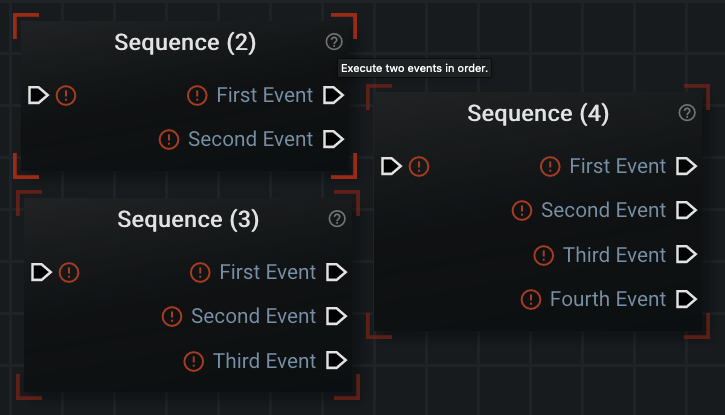 Sequence (2)
Execute two events in order.
First Event
Second Event
Sequence (3)
First Event
Second Event
Third Event
Sequence (4)
First Event
Second Event
Third Event
Fourth Event